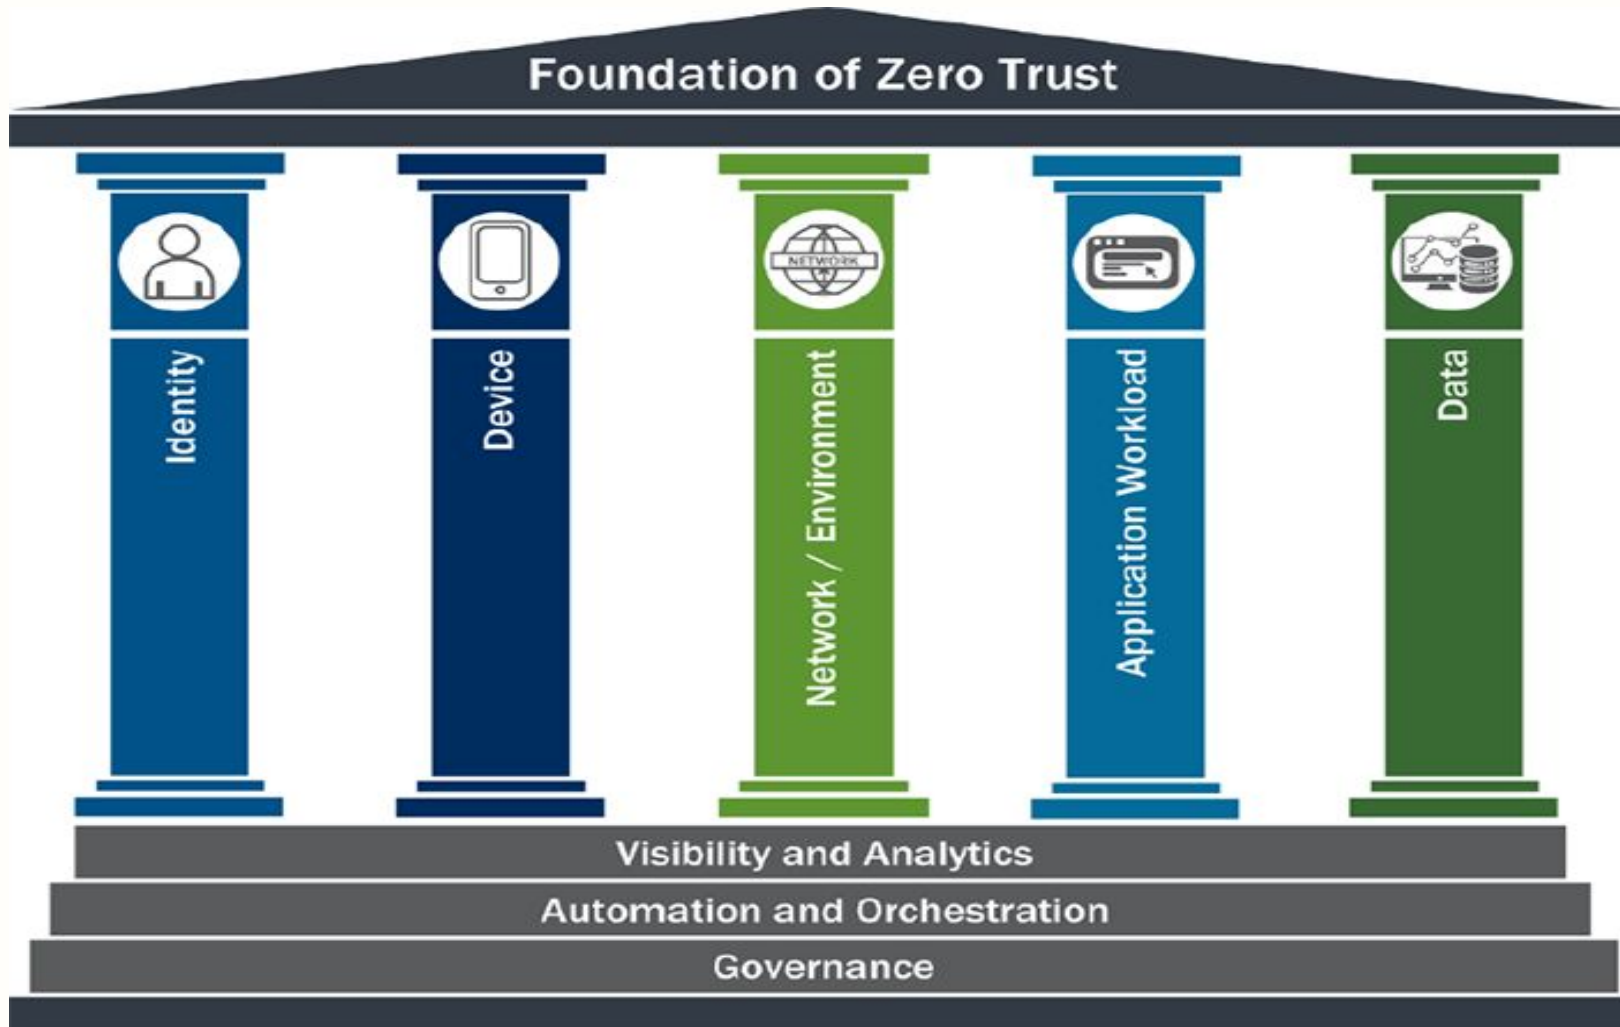 Foundation of Zero Trust
Identity
Device
NETWORK
Network / Environment
Application Workload
Data
Visibility and Analytics
Automation and Orchestration
Governance